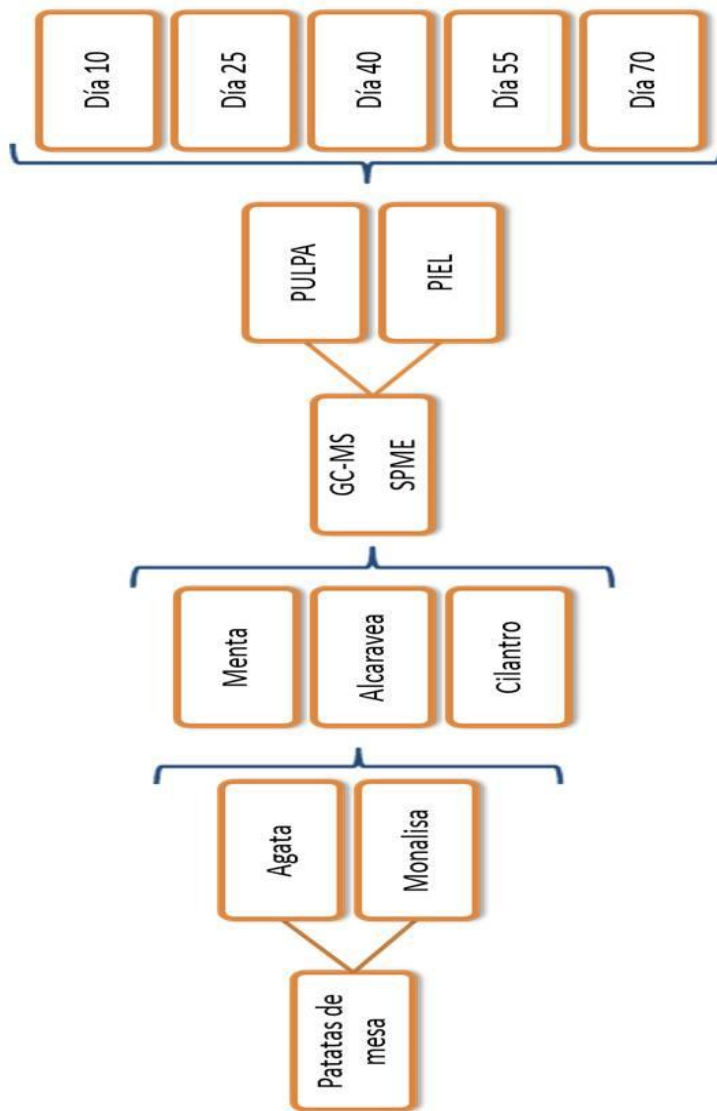 Patatas de
mesa
Agata
Monalisa
Menta
Alcaravea
Cilantro
GC-MS
SPME
PULPA
PIEL
Día 10
Día 25
Día 40
Día 55
Día 70